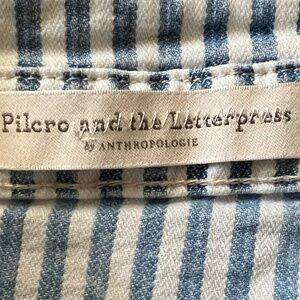 Pilcro and the Letterpress
by ANTHROPOLOGIE